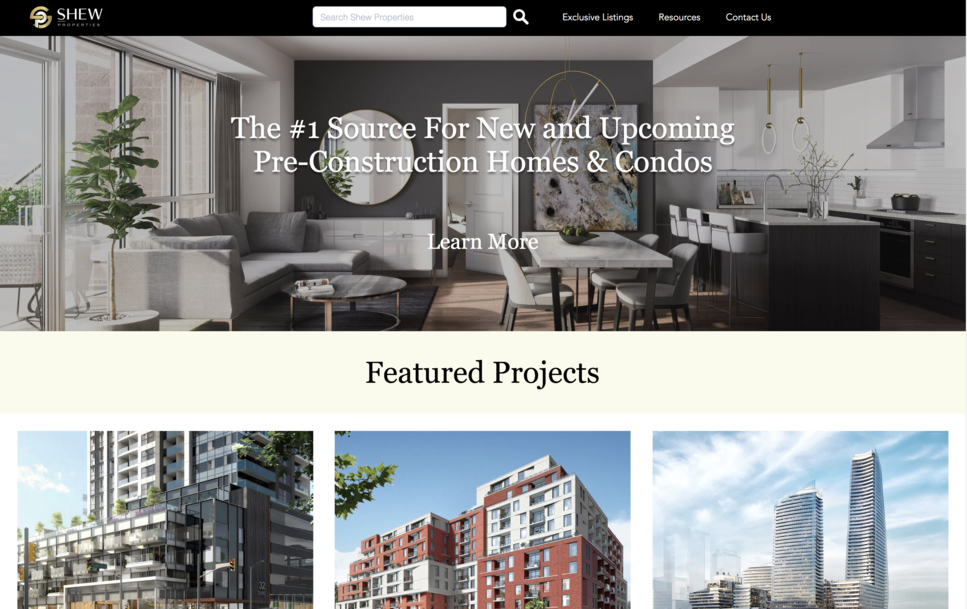 SHEW
PROPERTIES
Search Shew Properties
Exclusive Listings
Resources
Contact Us
The #1 Source For New and Upcoming
Pre-Construction Homes & Condos
Learn More
Featured Projects
32